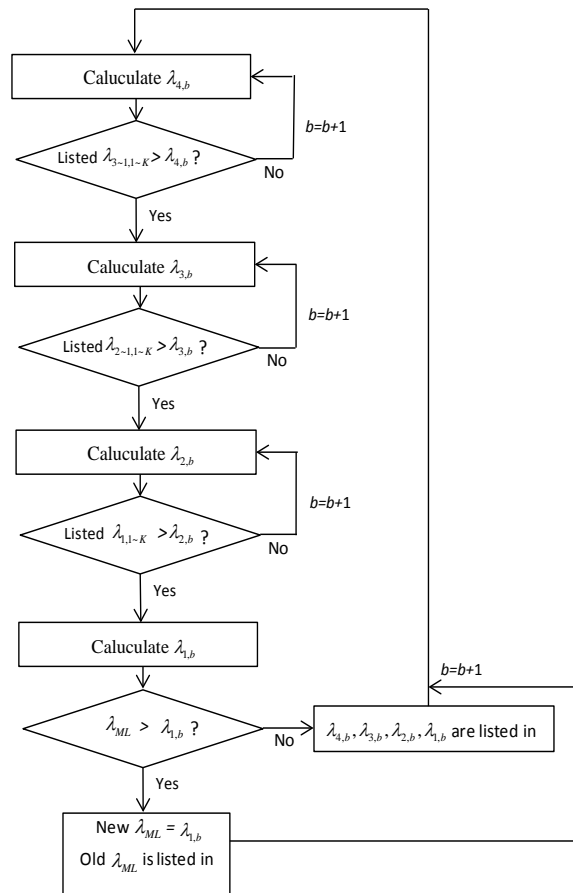 Caluculate λ4,b
b=b+1
Listed λ3~1,1~K > λ4,b ?
No
Yes
Caluculate λ3,b
b=b+1
Listed λ2~1,1~K > λ3,b ?
No
Yes
Caluculate λ2,b
b=b+1
Listed λ1,1~K > λ2,b ?
No
Yes
Caluculate λ1,b
b=b+1
λML > λ1,b ?
No
λ4,b, λ3,b, λ2,b, λ1,b are listed in
Yes
New λML = λ1,b
Old λML is listed in